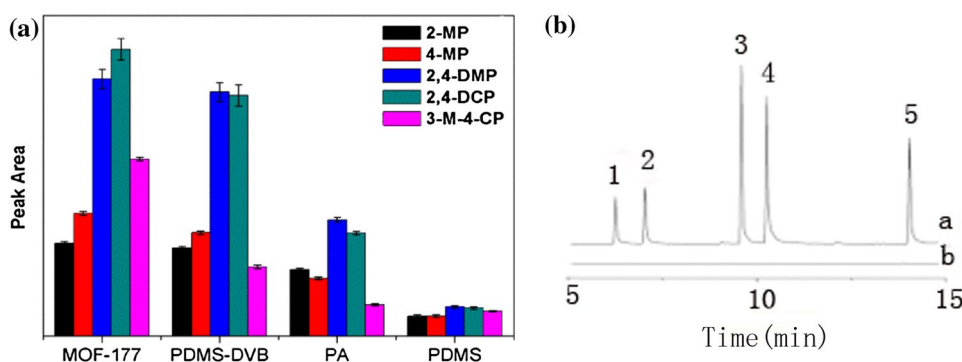 (a)
2-MP
4-MP
2,4-DMP
2,4-DCP
3-M-4-CP
Peak Area
MOF-177 PDMS-DVB PA PDMS
(b)
1 2 3 4 5
a
b
5 10 15
Time(min)